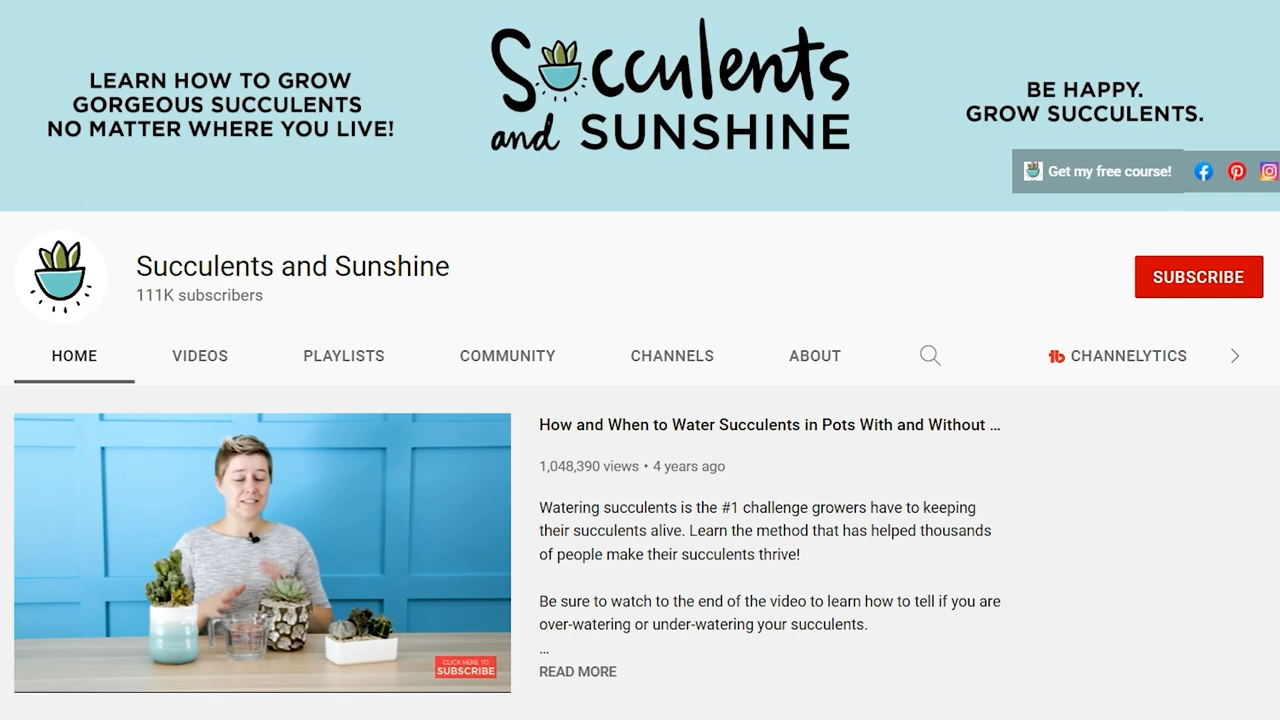 LEARN HOW TO GROW
GORGEOUS SUCCULENTS
NO MATTER WHERE YOU LIVE!
Succulents
and SUNSHINE
BE HAPPY.
GROW SUCCULENTS.
Get my free course!
Succulents and Sunshine
111K subscribers
SUBSCRIBE
HOME VIDEOS PLAYLISTS COMMUNITY CHANNELS ABOUT CHANNELYTICS
How and When to Water Succulents in Pots With and Without ...
1,048,390 views • 4 years ago
Watering succulents is the #1 challenge growers have to keeping
their succulents alive. Learn the method that has helped thousands
of people make their succulents thrive!
Be sure to watch to the end of the video to learn how to tell if you are
over-watering or under-watering your succulents.
...
READ MORE
CLICK HERE TO
SUBSCRIBE